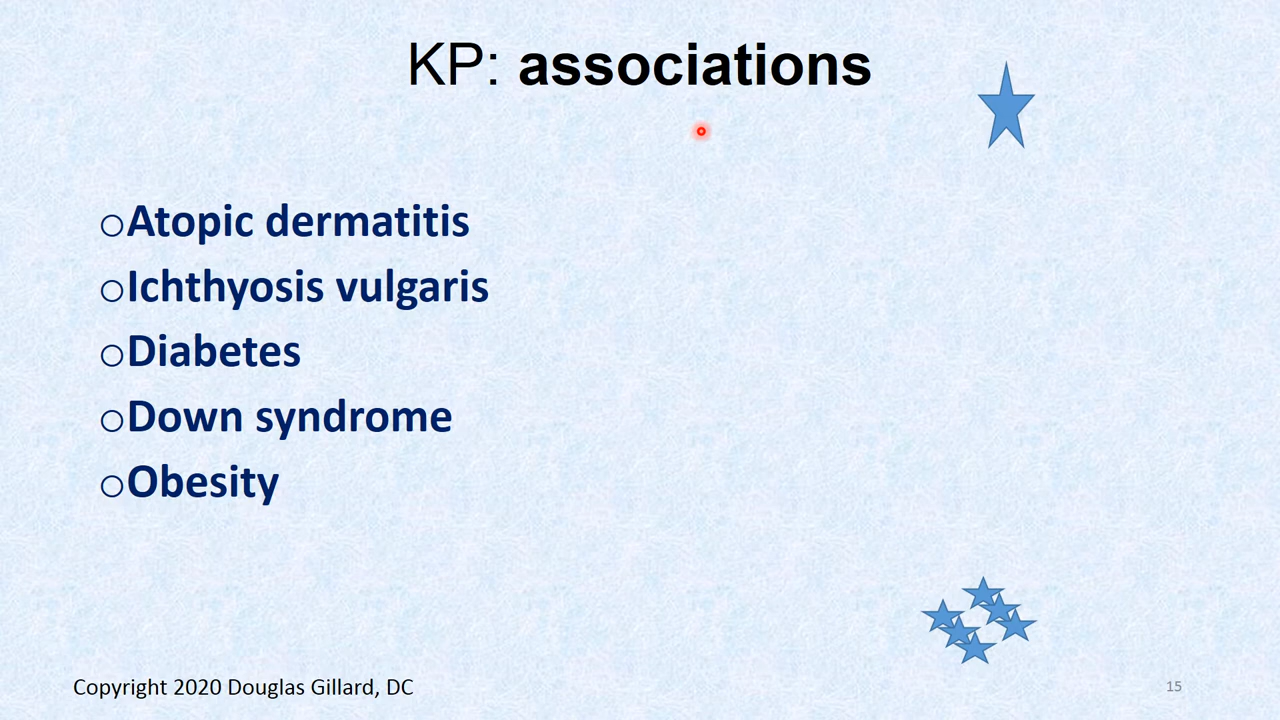 KP: associations
○Atopic dermatitis
○Ichthyosis vulgaris
○Diabetes
○Down syndrome
○Obesity
Copyright 2020 Douglas Gillard, DC
15